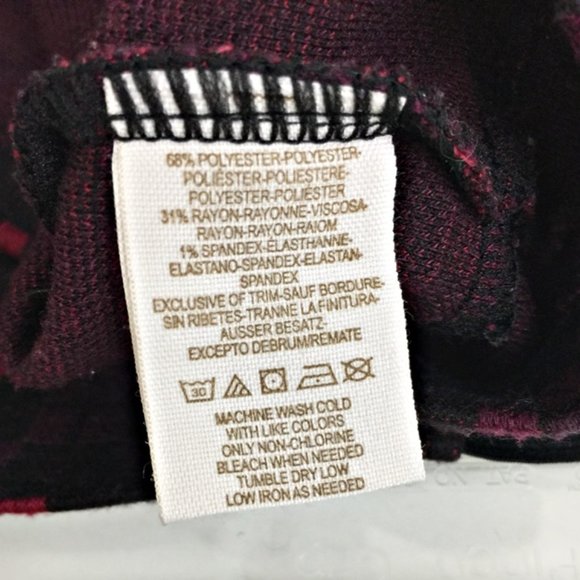 68% POLYESTER-POLYESTER-
POLIÉSTER-POLIESTERE-
POLYESTER-POLIÉSTER
31% RAYON-RAYONNE-VISCOSA-
RAYON-RAYON-RAIOM
1% SPANDEX-ÉLASTHANNE-
ELASTANO-SPANDEX-ELASTAN-
SPANDEX
EXCLUSIVE OF TRIM-SAUF BORDURE-
SIN RIBETES-TRANNE LA FINITURA-
AUSSER BESATZ-
EXCEPTO DEBRUM/REMATE
30
MACHINE WASH COLD
WITH LIKE COLORS
ONLY NON-CHLORINE
BLEACH WHEN NEEDED
TUMBLE DRY LOW
LOW IRON AS NEEDED